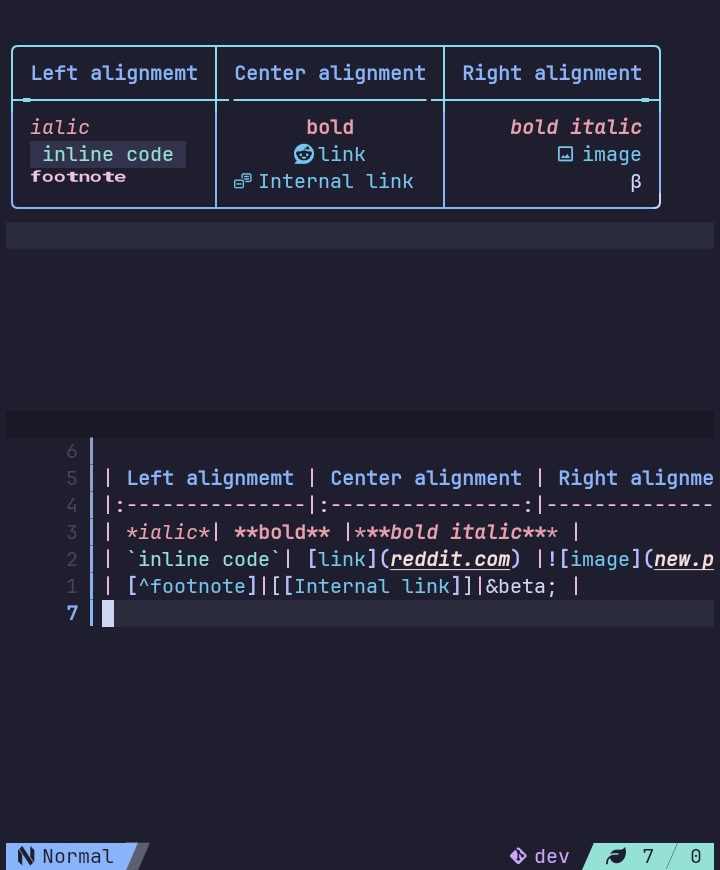 Left alignmemt Center alignment Right alignment
ialic bold bold italic
inline code link image
footnote Internal link β
6
5 | Left alignmemt | Center alignment | Right alignme
4 |:---------------|:----------------:|--------------
3 | *ialic*| **bold** |***bold italic*** |
2 | `inline code`| [link](reddit.com) |![image](new.p
1 | [^footnote]|[[Internal link]]|&beta; |
7
Normal dev 7 / 0